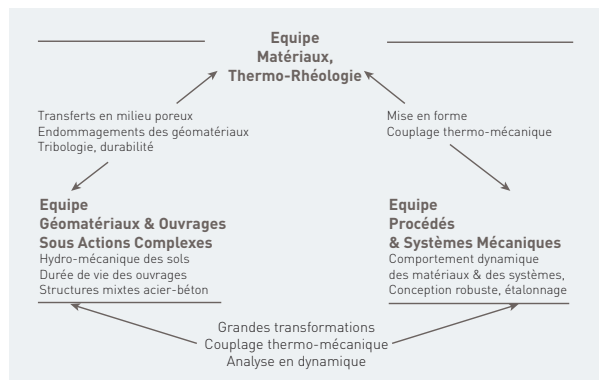 Equipe
Matériaux,
Thermo-Rhéologie
Transferts en milieu poreux
Endommagements des géomatériaux
Tribologie, durabilité
Mise en forme
Couplage thermo-mécanique
Equipe
Géomatériaux & Ouvrages
Sous Actions Complexes
Hydro-mécanique des sols
Durée de vie des ouvrages
Structures mixtes acier-béton
Equipe
Procédés
& Systèmes Mécaniques
Comportement dynamique
des matériaux & des systèmes,
Conception robuste, étalonnage
Grandes transformations
Couplage thermo-mécanique
Analyse en dynamique